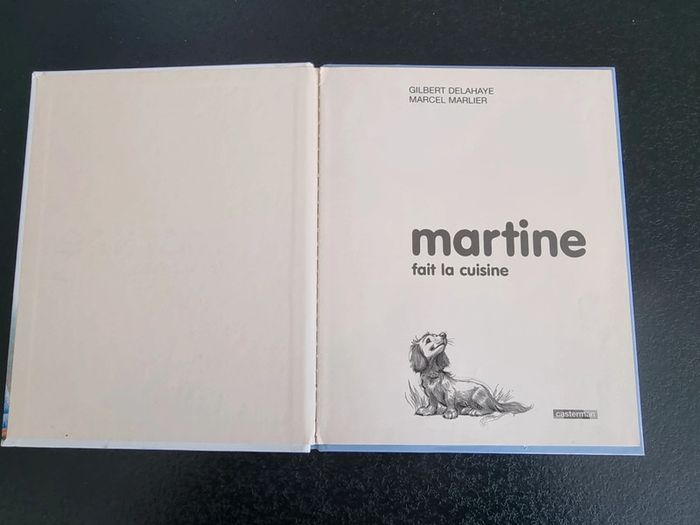 GILBERT DELAHAYE
MARCEL MARLIER
martine
fait la cuisine
casterman